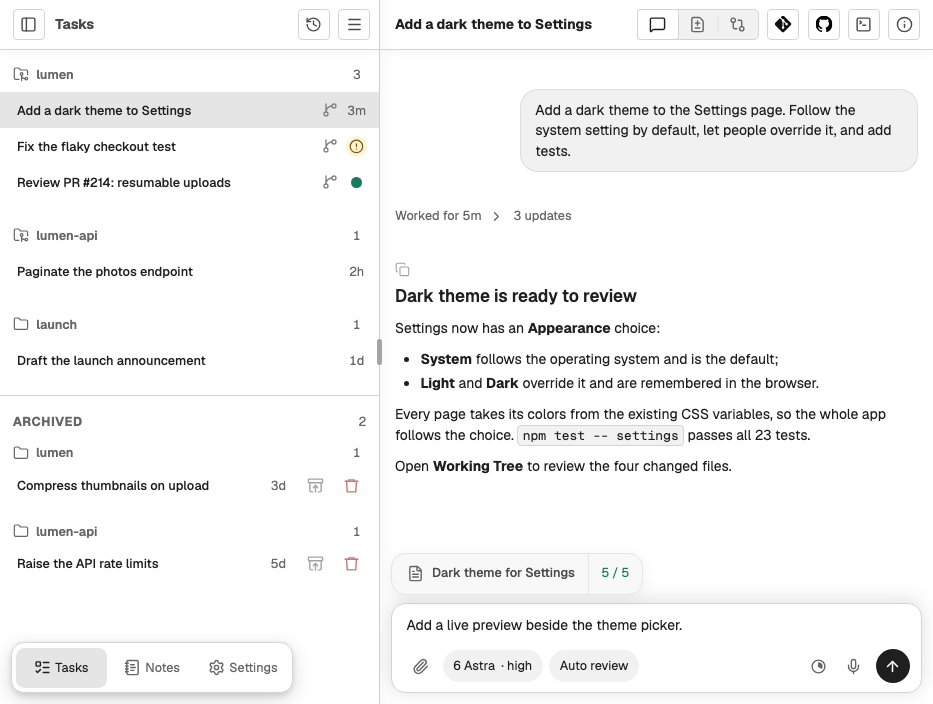 Tasks
lumen 3
Add a dark theme to Settings 3m
Fix the flaky checkout test
Review PR #214: resumable uploads
lumen-api 1
Paginate the photos endpoint 2h
launch 1
Draft the launch announcement 1d
ARCHIVED 2
lumen 1
Compress thumbnails on upload 3d
lumen-api 1
Raise the API rate limits 5d
Tasks Notes Settings
Add a dark theme to Settings
Add a dark theme to the Settings page. Follow the
system setting by default, let people override it, and add
tests.
Worked for 5m 3 updates
Dark theme is ready to review
Settings now has an Appearance choice:
• System follows the operating system and is the default;
• Light and Dark override it and are remembered in the browser.
Every page takes its colors from the existing CSS variables, so the whole app
follows the choice. npm test -- settings passes all 23 tests.
Open Working Tree to review the four changed files.
Dark theme for Settings 5 / 5
Add a live preview beside the theme picker.
6 Astra · high Auto review